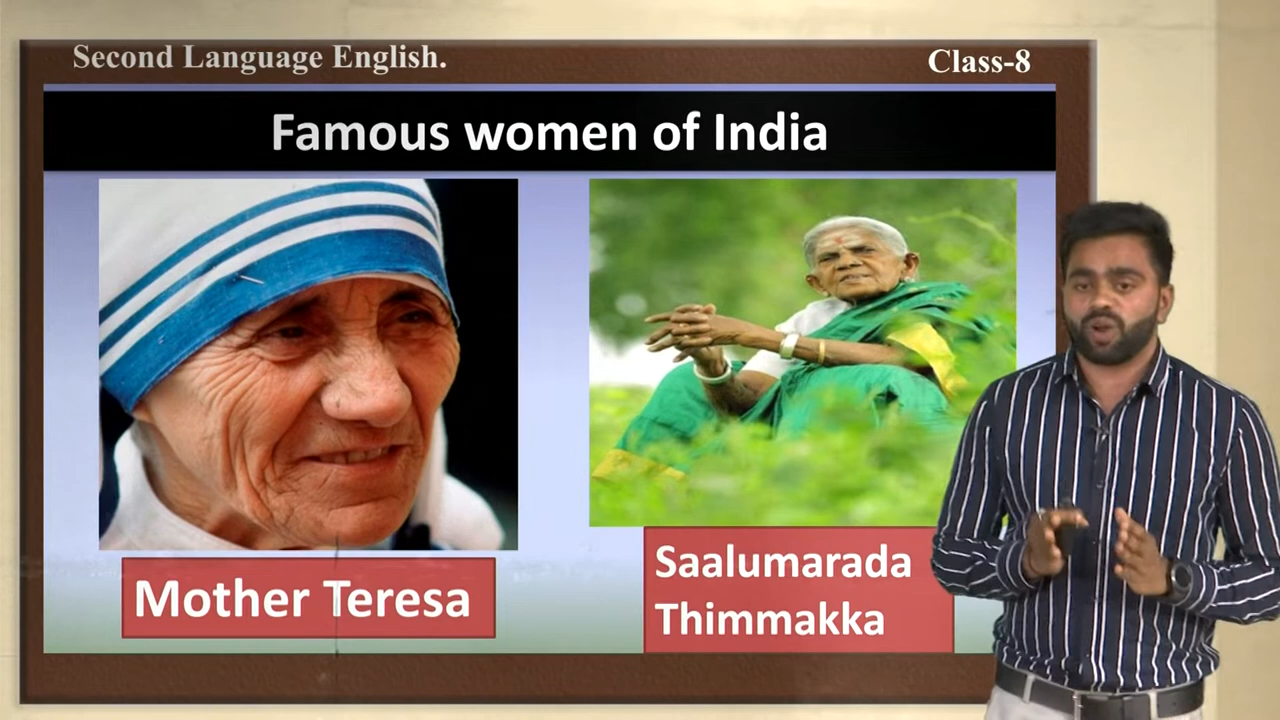 Second Language English.
Class-8
Famous women of India
Mother Teresa
Saalumarada
Thimmakka